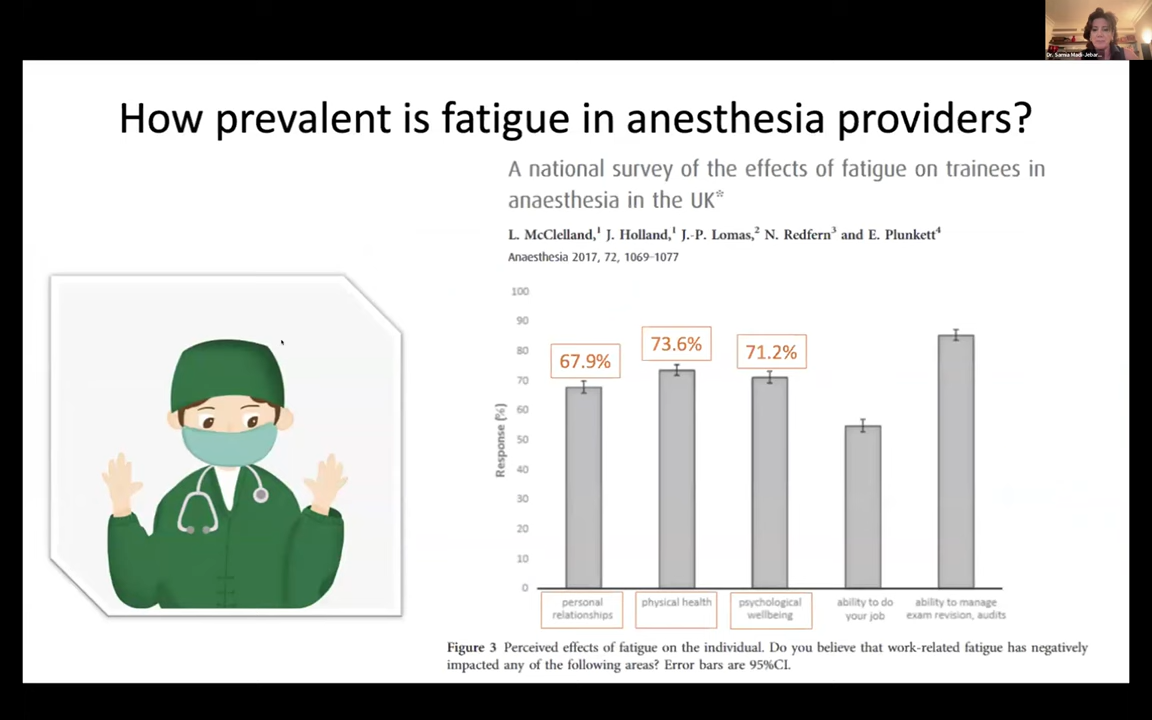 Dr. Samia Madi-Jebar...
How prevalent is fatigue in anesthesia providers?
A national survey of the effects of fatigue on trainees in
anaesthesia in the UK*
L. McClelland,1 J. Holland,1 J.-P. Lomas,2 N. Redfern3 and E. Plunkett4
Anaesthesia 2017, 72, 1069–1077
100
90
80
70
60
50
40
30
20
10
0
Response (%)
67.9%
73.6%
71.2%
personal
relationships
physical health
psychological
wellbeing
ability to do
your job
ability to manage
exam revision, audits
Figure 3 Perceived effects of fatigue on the individual. Do you believe that work-related fatigue has negatively
impacted any of the following areas? Error bars are 95%CI.